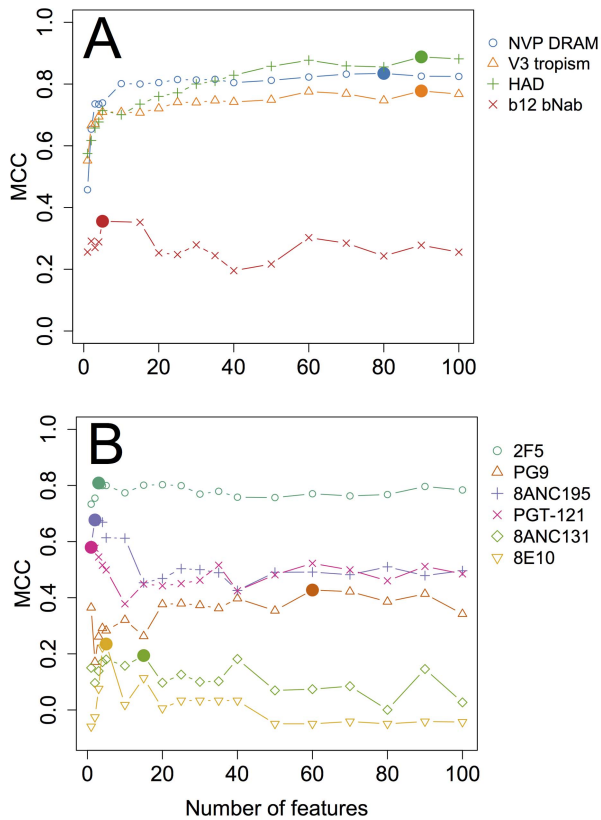 A
MCC
1.0
0.8
0.6
0.4
0.2
0.0
0 20 40 60 80 100
NVP DRAM
V3 tropism
HAD
b12 bNab
B
MCC
1.0
0.8
0.6
0.4
0.2
0.0
0 20 40 60 80 100
Number of features
2F5
PG9
8ANC195
PGT-121
8ANC131
8E10